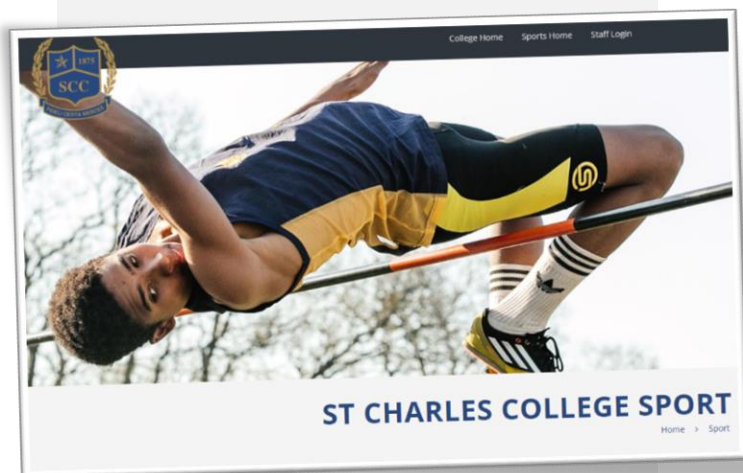 College Home Sports Home Staff Login
1875
SCC
ST CHARLES COLLEGE SPORT
Home > Sport